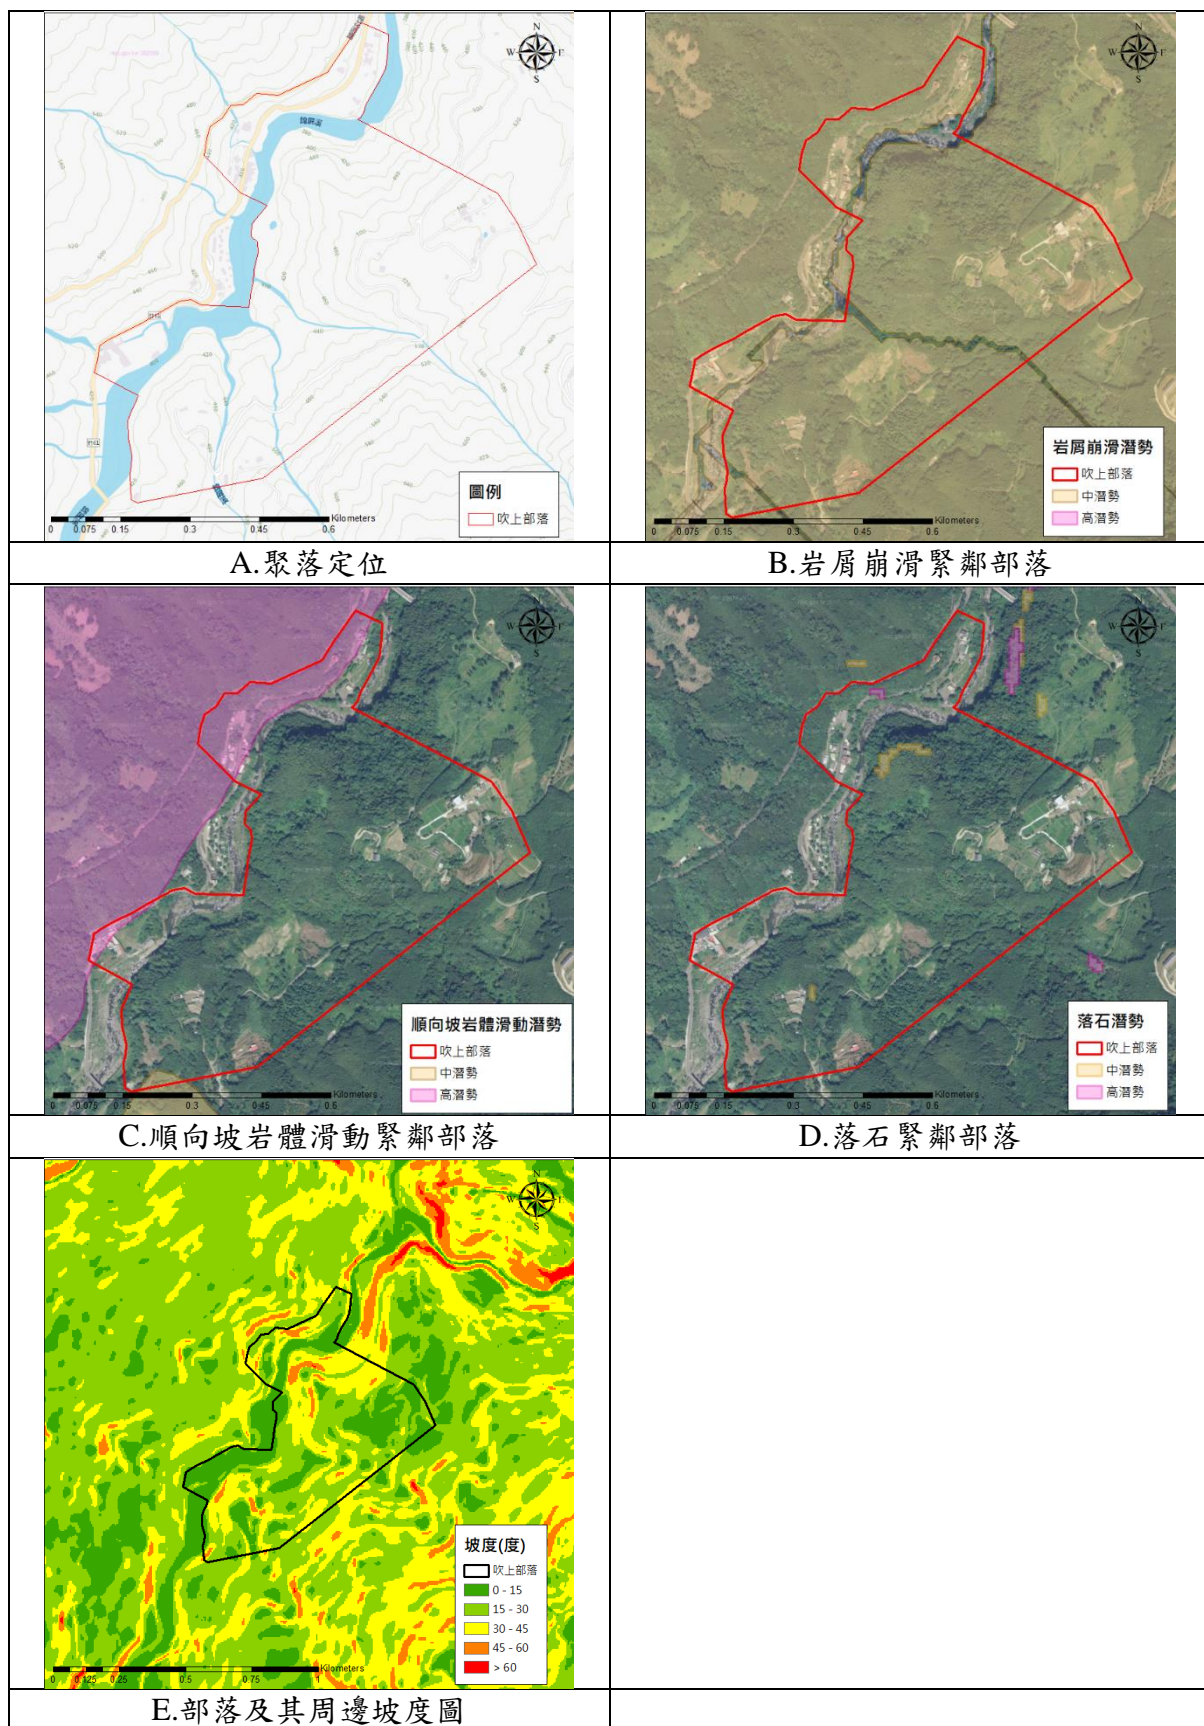 N
W
E
S
錦屏溪
圖例
吹上部落
Kilometers
0 0.075 0.15 0.3 0.45 0.6
A.聚落定位
N
W
E
S
岩屑崩滑潛勢
吹上部落
中潛勢
高潛勢
Kilometers
0 0.075 0.15 0.3 0.45 0.6
B.岩屑崩滑緊鄰部落
N
W
E
S
順向坡岩體滑動潛勢
吹上部落
中潛勢
高潛勢
Kilometers
0 0.075 0.15 0.3 0.45 0.6
C.順向坡岩體滑動緊鄰部落
N
W
E
S
落石潛勢
吹上部落
中潛勢
高潛勢
Kilometers
0 0.075 0.15 0.3 0.45 0.6
D.落石緊鄰部落
N
W
E
S
坡度(度)
吹上部落
0 - 15
15 - 30
30 - 45
45 - 60
> 60
Kilometers
0 0.125 0.25 0.5 0.75 1
E.部落及其周邊坡度圖